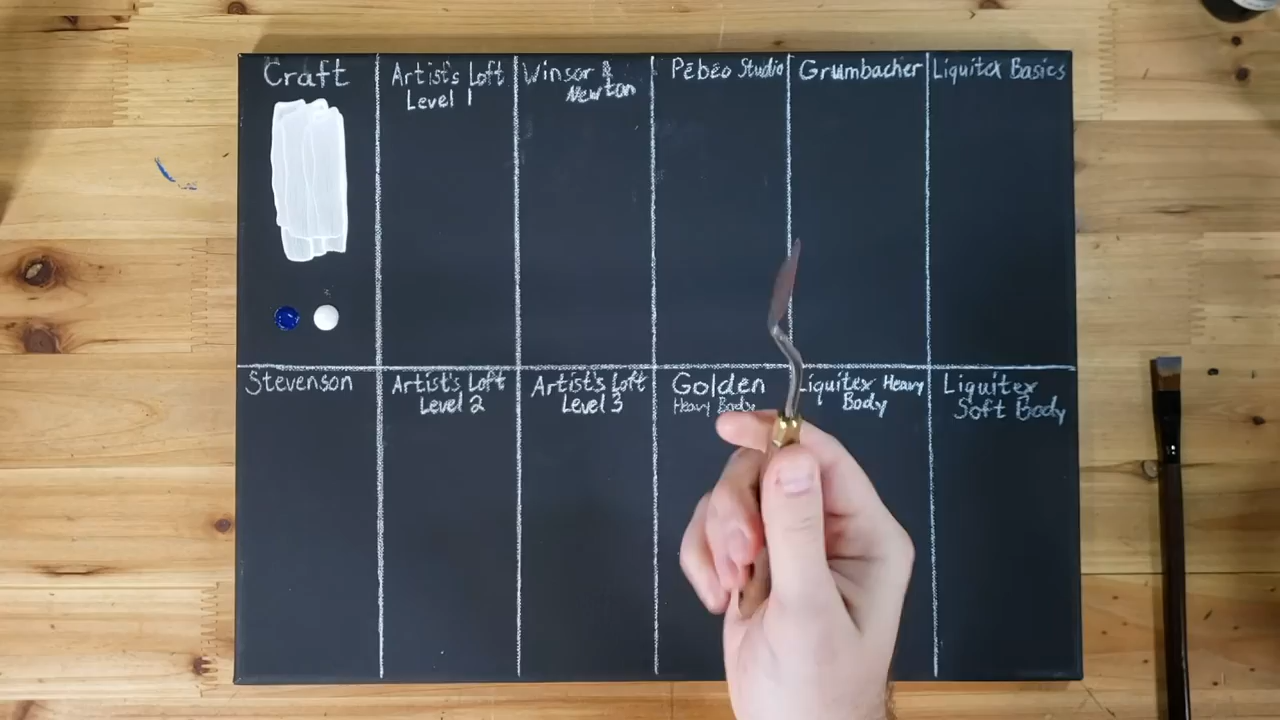 Craft
Artist's Loft
Level 1
Winsor &
Newton
Pēbēo Studio
Grumbacher
Liquitex Basics
Stevenson
Artist's Loft
Level 2
Artist's Loft
Level 3
Golden
Heavy Body
Liquitex Heavy
Body
Liquitex
Soft Body